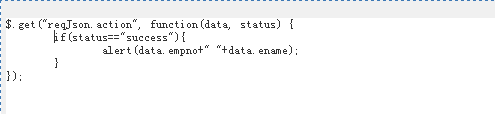 $.get("reqJson.action", function(data, status) {
if(status=="success"){
alert(data.empno+" "+data.ename);
}
});